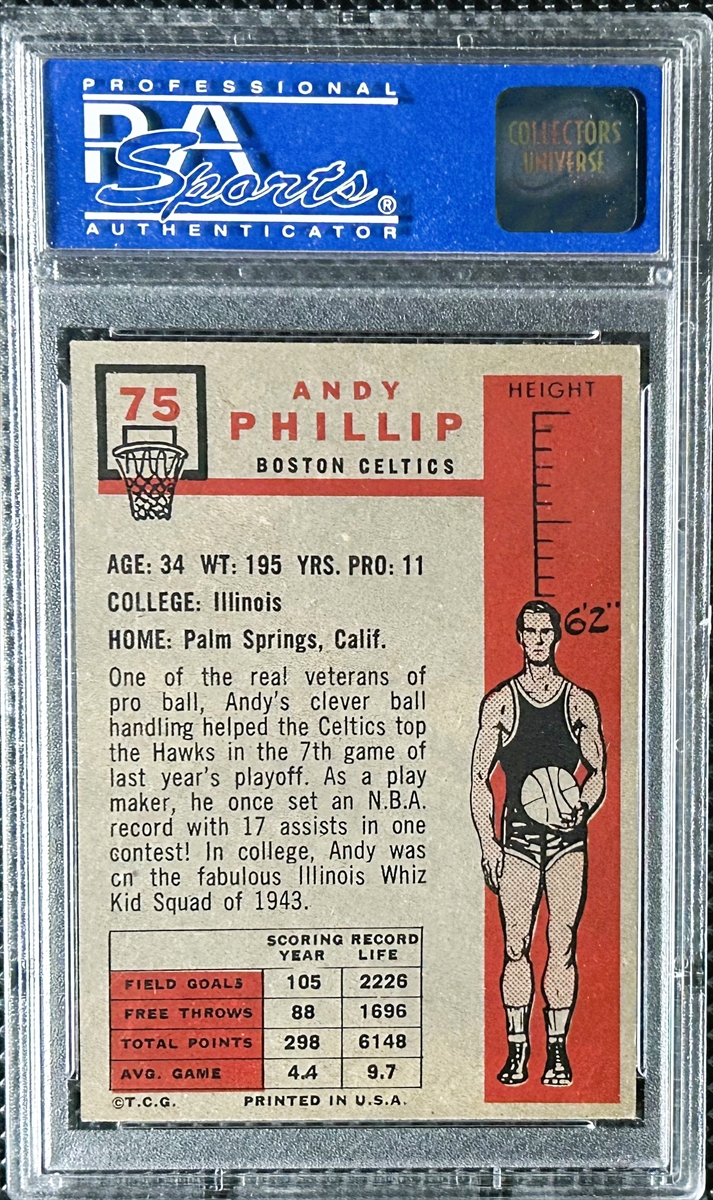 PROFESSIONAL
PSA
Sports®
AUTHENTICATOR
COLLECTORS
UNIVERSE
75
ANDY
PHILLIP
BOSTON CELTICS
HEIGHT
6'2"
AGE: 34 WT: 195 YRS. PRO: 11
COLLEGE: Illinois
HOME: Palm Springs, Calif.
One of the real veterans of
pro ball, Andy's clever ball
handling helped the Celtics top
the Hawks in the 7th game of
last year's playoff. As a play
maker, he once set an N.B.A.
record with 17 assists in one
contest! In college, Andy was
on the fabulous Illinois Whiz
Kid Squad of 1943.
SCORING RECORD
YEAR LIFE
FIELD GOALS 105 2226
FREE THROWS 88 1696
TOTAL POINTS 298 6148
AVG. GAME 4.4 9.7
©T.C.G. PRINTED IN U.S.A.